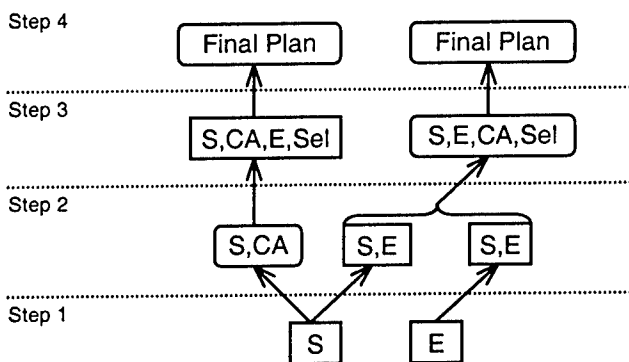 Step 4
Final Plan
Final Plan
Step 3
S,CA,E,Sel
S,E,CA,Sel
Step 2
S,CA
S,E
S,E
Step 1
S
E